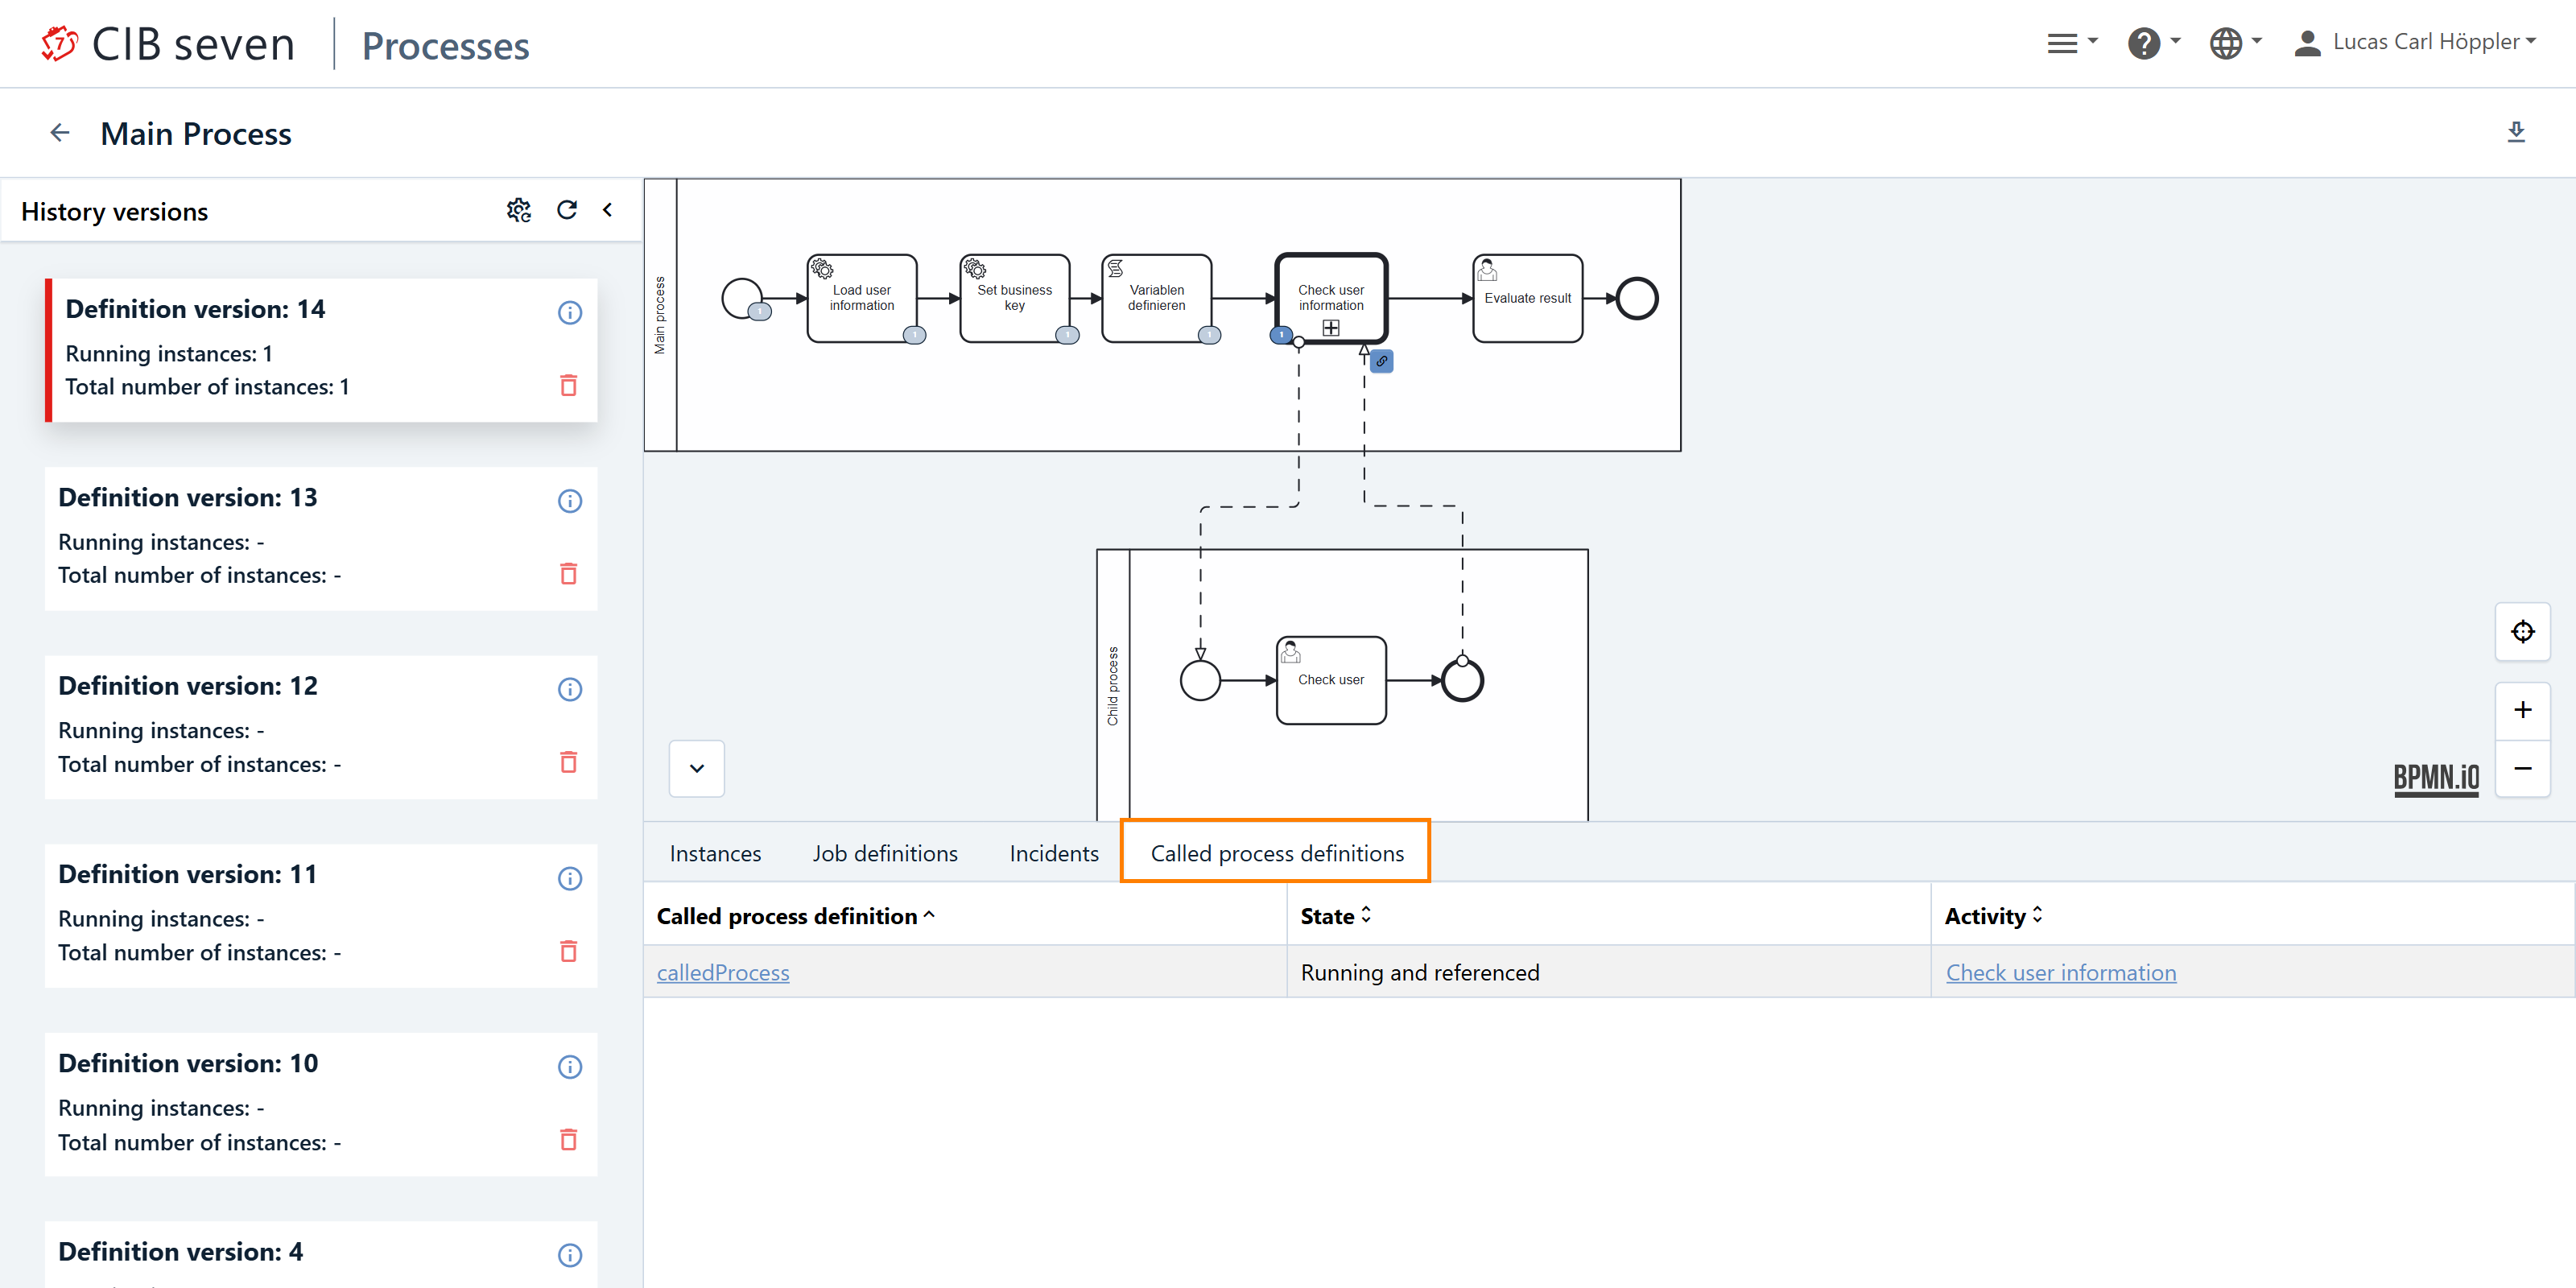 CIB seven
Processes
Lucas Carl Höppler
Main Process
History versions
Definition version: 14
Running instances: 1
Total number of instances: 1
Definition version: 13
Running instances: -
Total number of instances: -
Definition version: 12
Running instances: -
Total number of instances: -
Definition version: 11
Running instances: -
Total number of instances: -
Definition version: 10
Running instances: -
Total number of instances: -
Definition version: 4
Main process
1
Load user
information
1
Set business
key
1
Variablen
definieren
1
Check user
information
1
Evaluate result
Child process
Check user
BPMN.iO
Instances
Job definitions
Incidents
Called process definitions
Called process definition
State
Activity
calledProcess
Running and referenced
Check user information